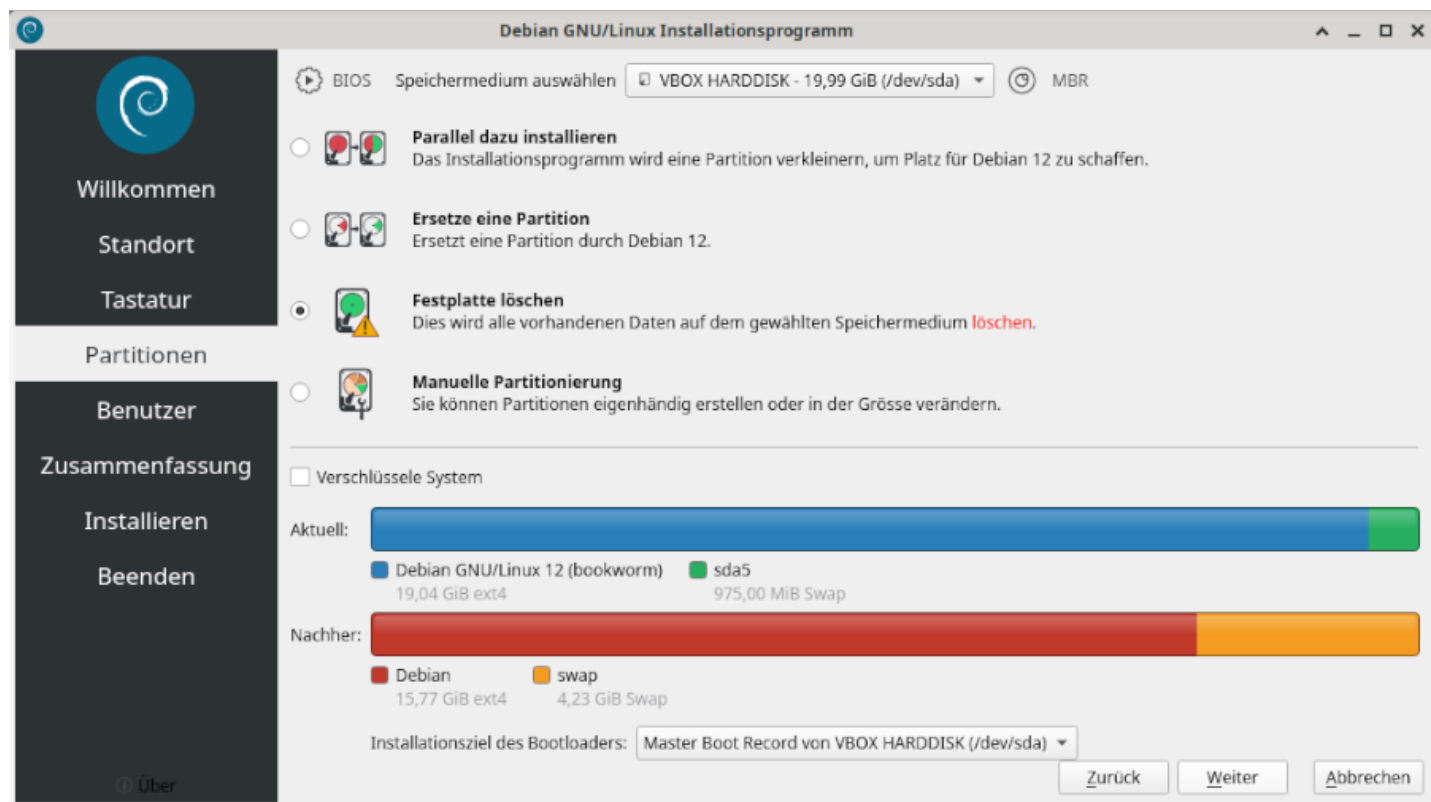 Debian GNU/Linux Installationsprogramm
BIOS Speichermedium auswählen VBOX HARDDISK - 19,99 GiB (/dev/sda) MBR
Willkommen
Standort
Tastatur
Partitionen
Benutzer
Zusammenfassung
Installieren
Beenden
Über
Parallel dazu installieren
Das Installationsprogramm wird eine Partition verkleinern, um Platz für Debian 12 zu schaffen.
Ersetze eine Partition
Ersetzt eine Partition durch Debian 12.
Festplatte löschen
Dies wird alle vorhandenen Daten auf dem gewählten Speichermedium löschen.
Manuelle Partitionierung
Sie können Partitionen eigenhändig erstellen oder in der Grösse verändern.
Verschlüssele System
Aktuell:
Debian GNU/Linux 12 (bookworm) sda5
19,04 GiB ext4 975,00 MiB Swap
Nachher:
Debian swap
15,77 GiB ext4 4,23 GiB Swap
Installationsziel des Bootloaders: Master Boot Record von VBOX HARDDISK (/dev/sda)
Zurück Weiter Abbrechen